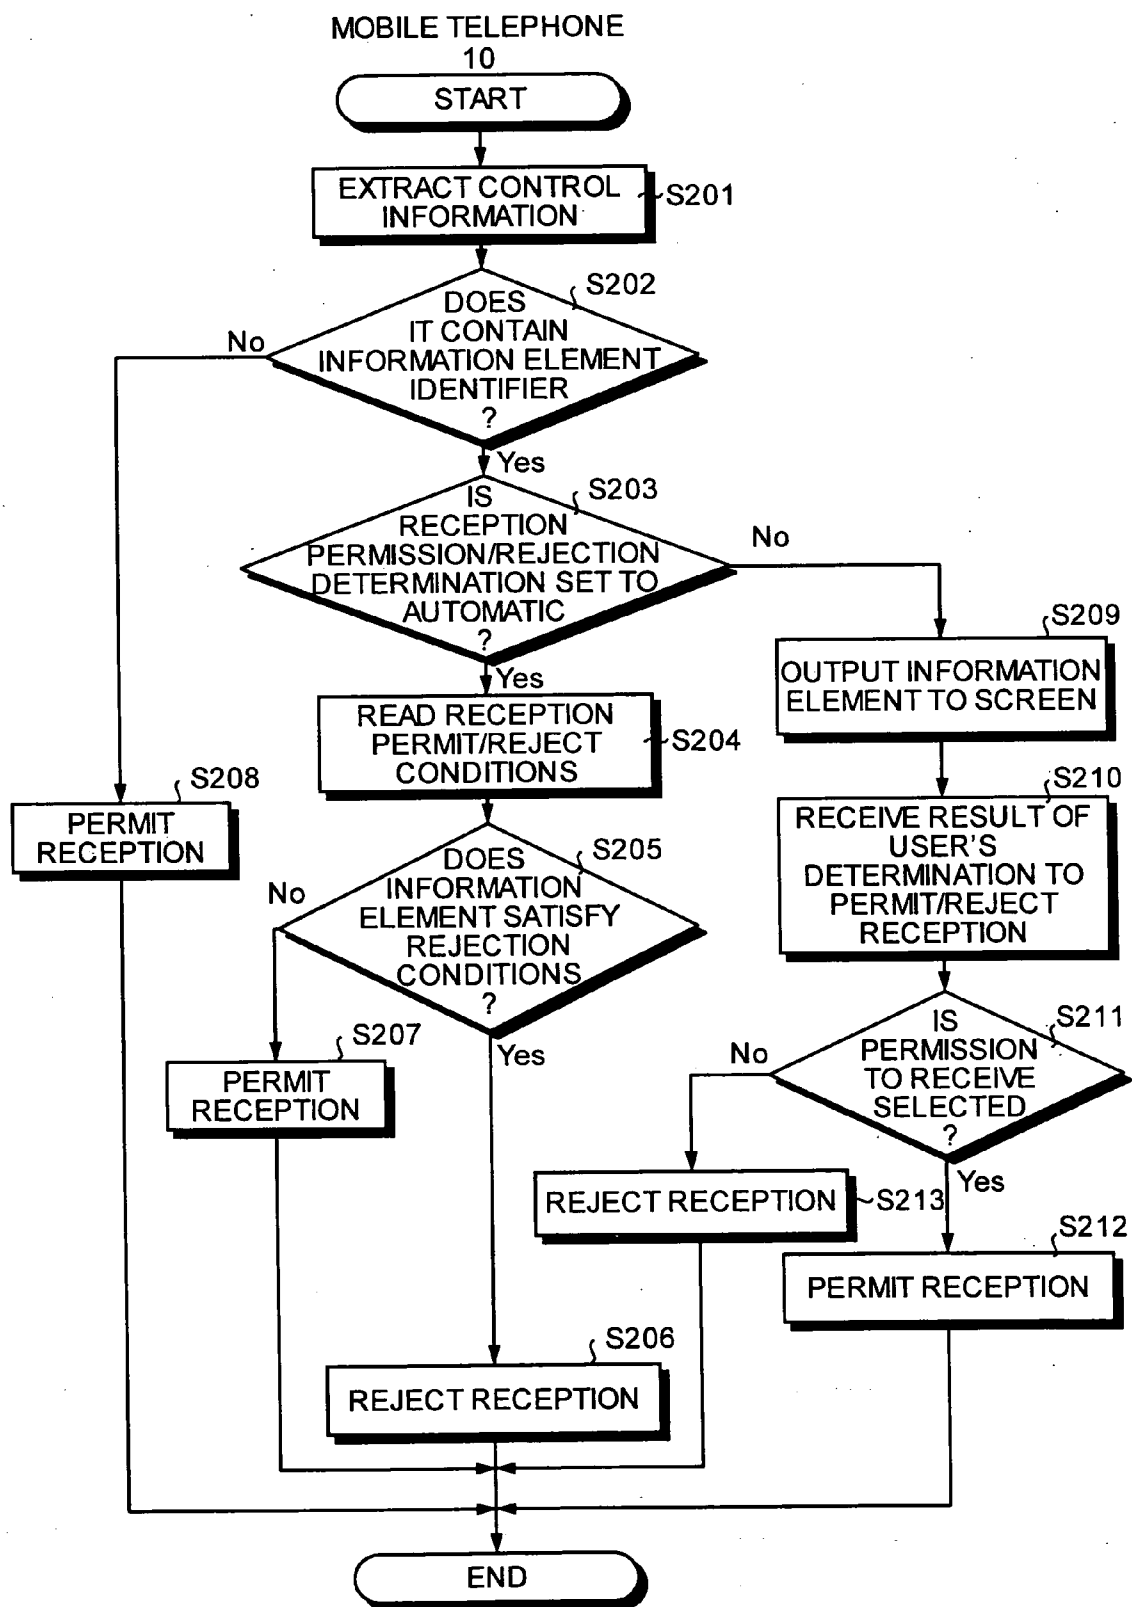 MOBILE TELEPHONE
10
START
EXTRACT CONTROL
INFORMATION
S201
S202
DOES
IT CONTAIN
INFORMATION ELEMENT
IDENTIFIER
?
No
Yes
S203
IS
RECEPTION
PERMISSION/REJECTION
DETERMINATION SET TO
AUTOMATIC
?
No
Yes
S209
OUTPUT INFORMATION
ELEMENT TO SCREEN
READ RECEPTION
PERMIT/REJECT
CONDITIONS
S204
S208
PERMIT
RECEPTION
S210
RECEIVE RESULT OF
USER'S
DETERMINATION TO
PERMIT/REJECT
RECEPTION
S205
DOES
INFORMATION
ELEMENT SATISFY
REJECTION
CONDITIONS
?
No
Yes
S207
PERMIT
RECEPTION
S211
IS
PERMISSION
TO RECEIVE
SELECTED
?
No
Yes
REJECT RECEPTION
S213
S212
PERMIT RECEPTION
S206
REJECT RECEPTION
END